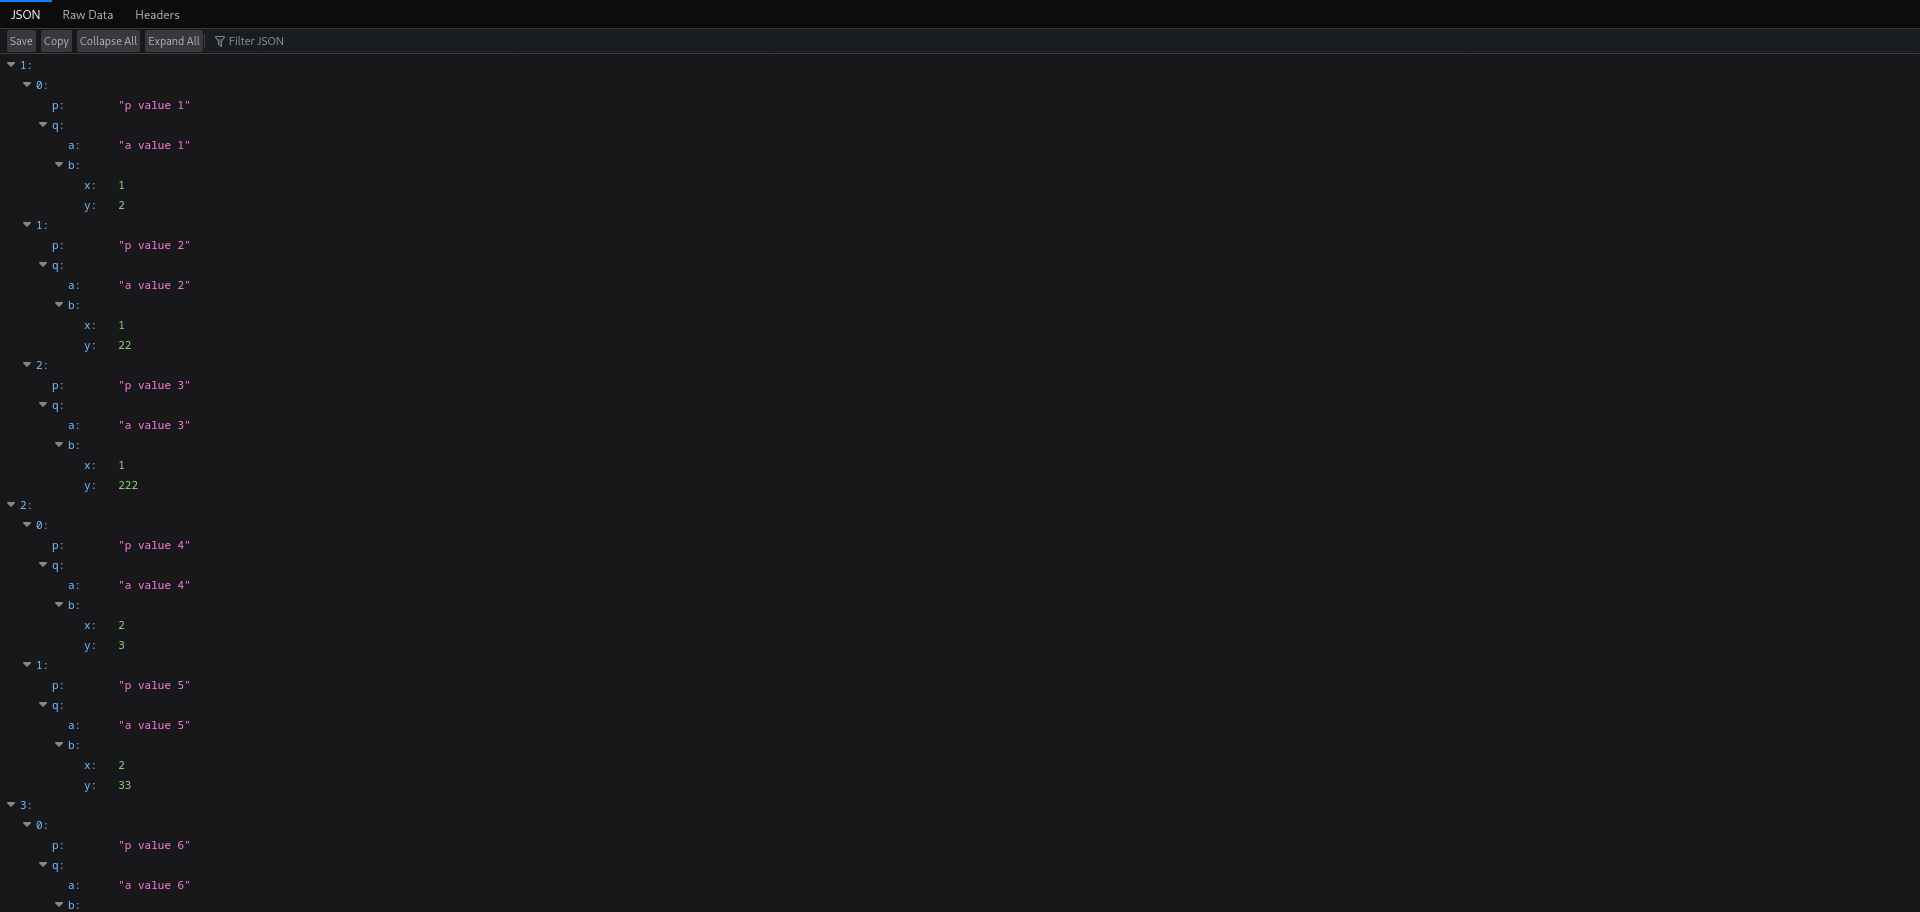 JSON Raw Data Headers
Save Copy Collapse All Expand All Filter JSON
1:
0:
p: "p value 1"
q:
a: "a value 1"
b:
x: 1
y: 2
1:
p: "p value 2"
q:
a: "a value 2"
b:
x: 1
y: 22
2:
p: "p value 3"
q:
a: "a value 3"
b:
x: 1
y: 222
2:
0:
p: "p value 4"
q:
a: "a value 4"
b:
x: 2
y: 3
1:
p: "p value 5"
q:
a: "a value 5"
b:
x: 2
y: 33
3:
0:
p: "p value 6"
q:
a: "a value 6"
b: